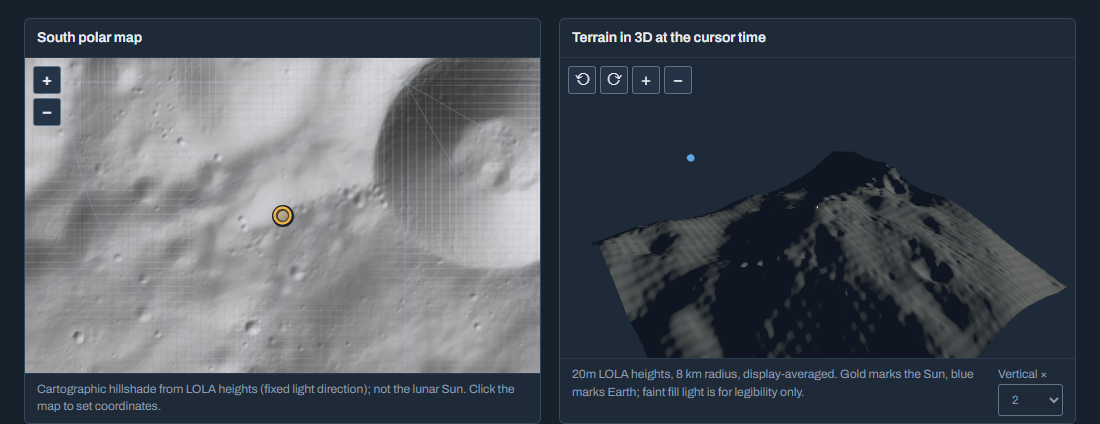 South polar map
Terrain in 3D at the cursor time
+
−
+
−
Cartographic hillshade from LOLA heights (fixed light direction); not the lunar Sun. Click the
map to set coordinates.
20m LOLA heights, 8 km radius, display-averaged. Gold marks the Sun, blue
marks Earth; faint fill light is for legibility only.
Vertical ×
2